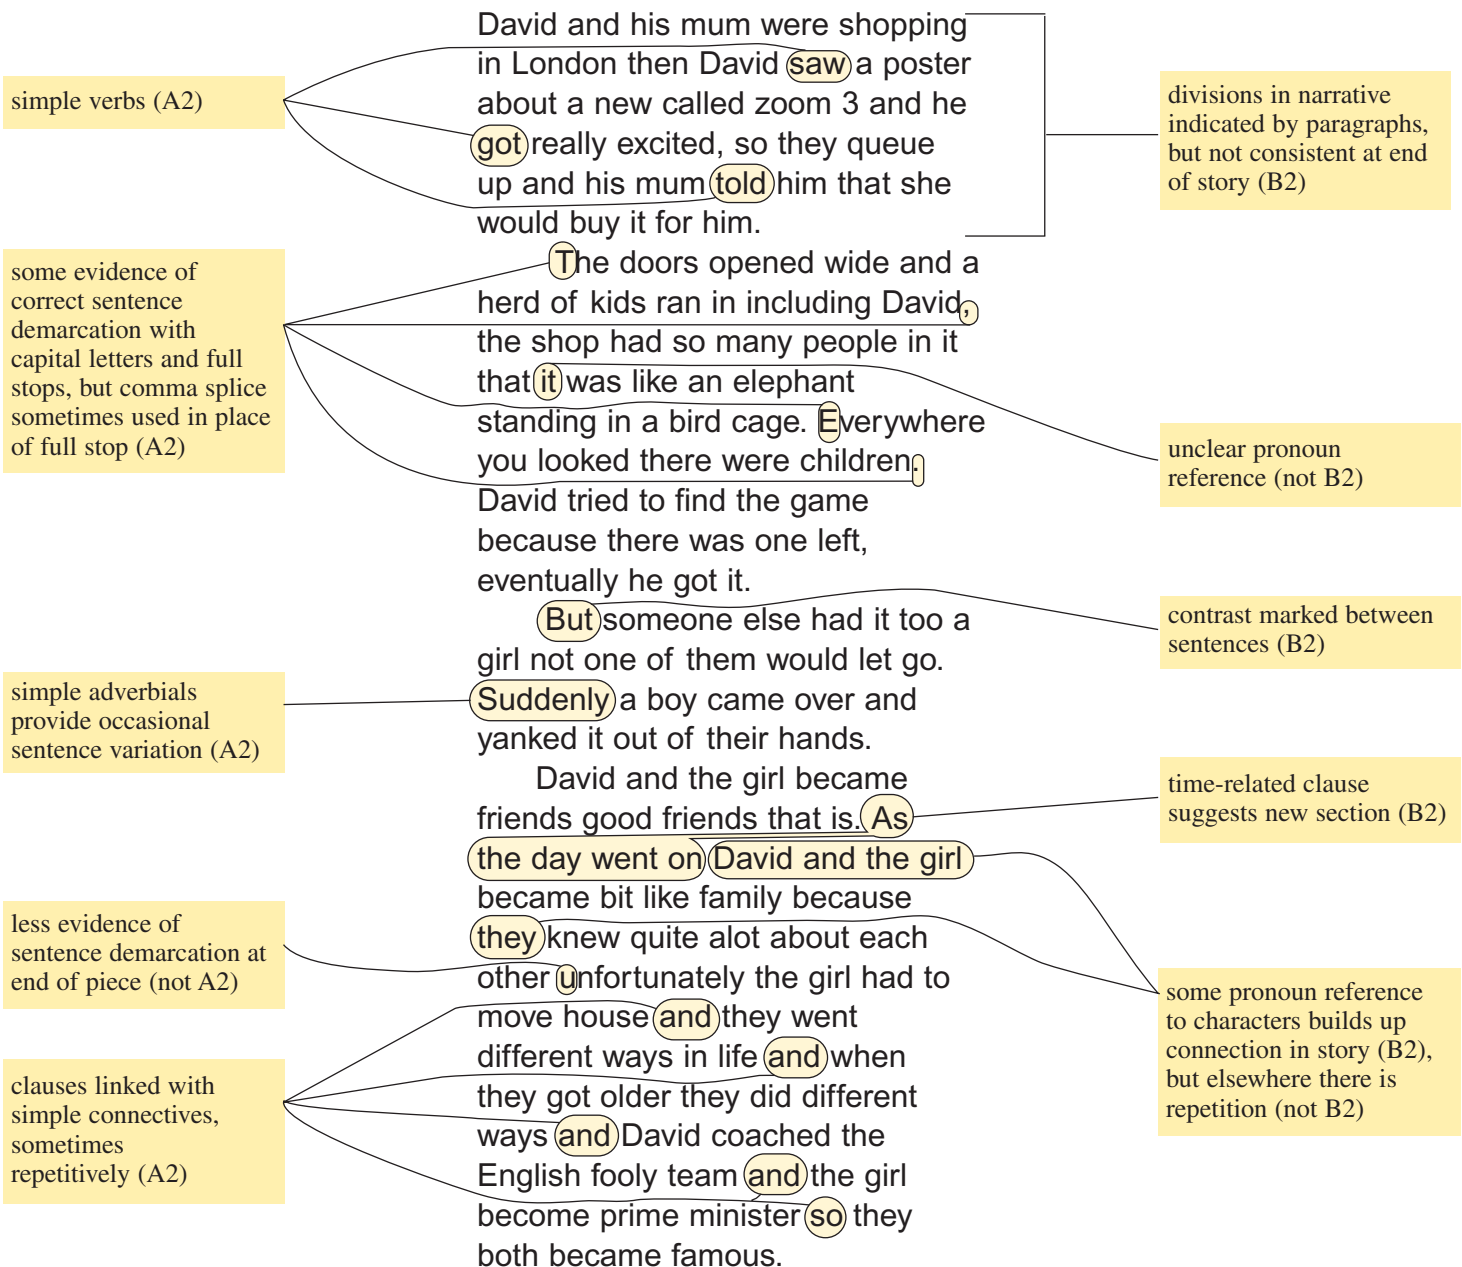 David and his mum were shopping
in London then David saw a poster
about a new called zoom 3 and he
got really excited, so they queue
up and his mum told him that she
would buy it for him.
The doors opened wide and a
herd of kids ran in including David,
the shop had so many people in it
that it was like an elephant
standing in a bird cage. Everywhere
you looked there were children.
David tried to find the game
because there was one left,
eventually he got it.
But someone else had it too a
girl not one of them would let go.
Suddenly a boy came over and
yanked it out of their hands.
David and the girl became
friends good friends that is. As
the day went on David and the girl
became bit like family because
they knew quite alot about each
other unfortunately the girl had to
move house and they went
different ways in life and when
they got older they did different
ways and David coached the
English fooly team and the girl
become prime minister so they
both became famous.
simple verbs (A2)
some evidence of
correct sentence
demarcation with
capital letters and full
stops, but comma splice
sometimes used in place
of full stop (A2)
simple adverbials
provide occasional
sentence variation (A2)
less evidence of
sentence demarcation at
end of piece (not A2)
clauses linked with
simple connectives,
sometimes
repetitively (A2)
divisions in narrative
indicated by paragraphs,
but not consistent at end
of story (B2)
unclear pronoun
reference (not B2)
contrast marked between
sentences (B2)
time-related clause
suggests new section (B2)
some pronoun reference
to characters builds up
connection in story (B2),
but elsewhere there is
repetition (not B2)